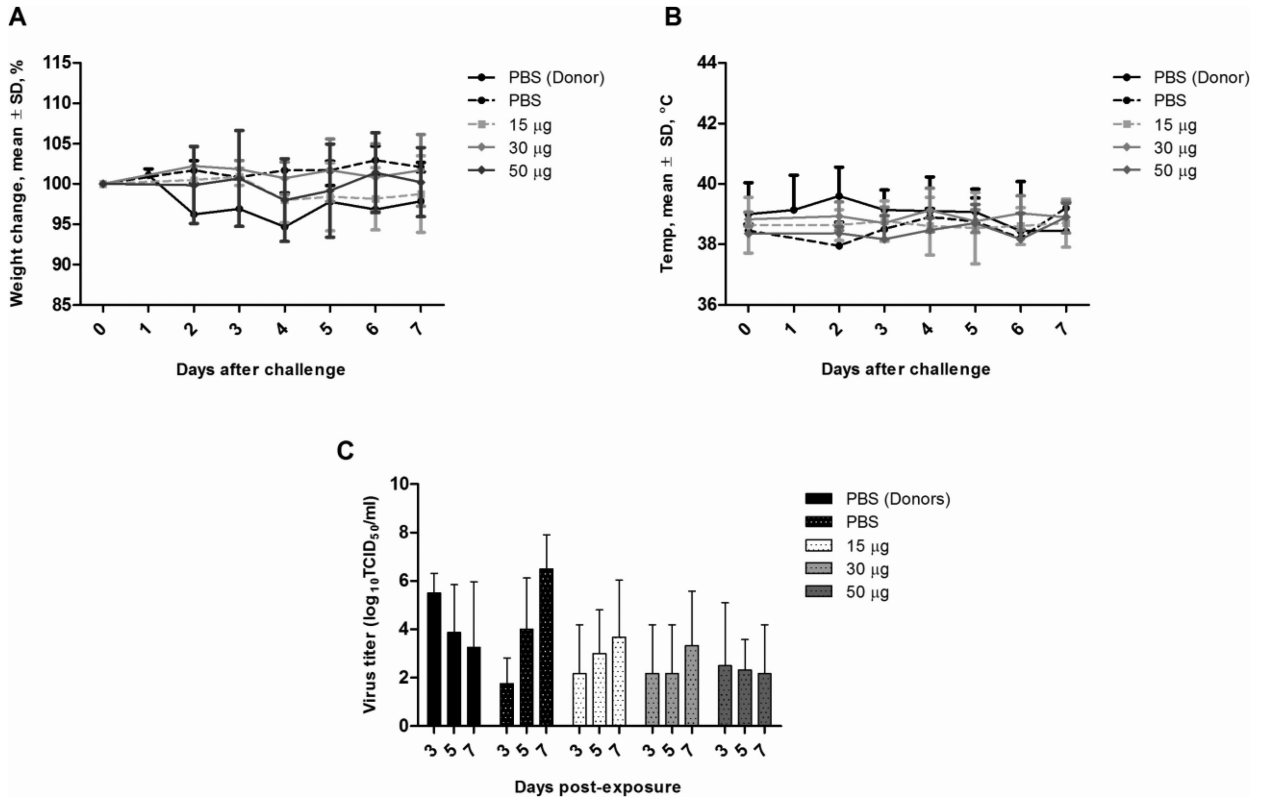 A
Weight change, mean ± SD, %
115
110
105
100
95
90
85
0 1 2 3 4 5 6 7
Days after challenge
PBS (Donor)
PBS
15 µg
30 µg
50 µg
B
Temp, mean ± SD, °C
44
42
40
38
36
0 1 2 3 4 5 6 7
Days after challenge
PBS (Donor)
PBS
15 µg
30 µg
50 µg
C
Virus titer (log10TCID50/ml)
10
8
6
4
2
0
3 5 7 3 5 7 3 5 7 3 5 7 3 5 7
Days post-exposure
PBS (Donors)
PBS
15 µg
30 µg
50 µg